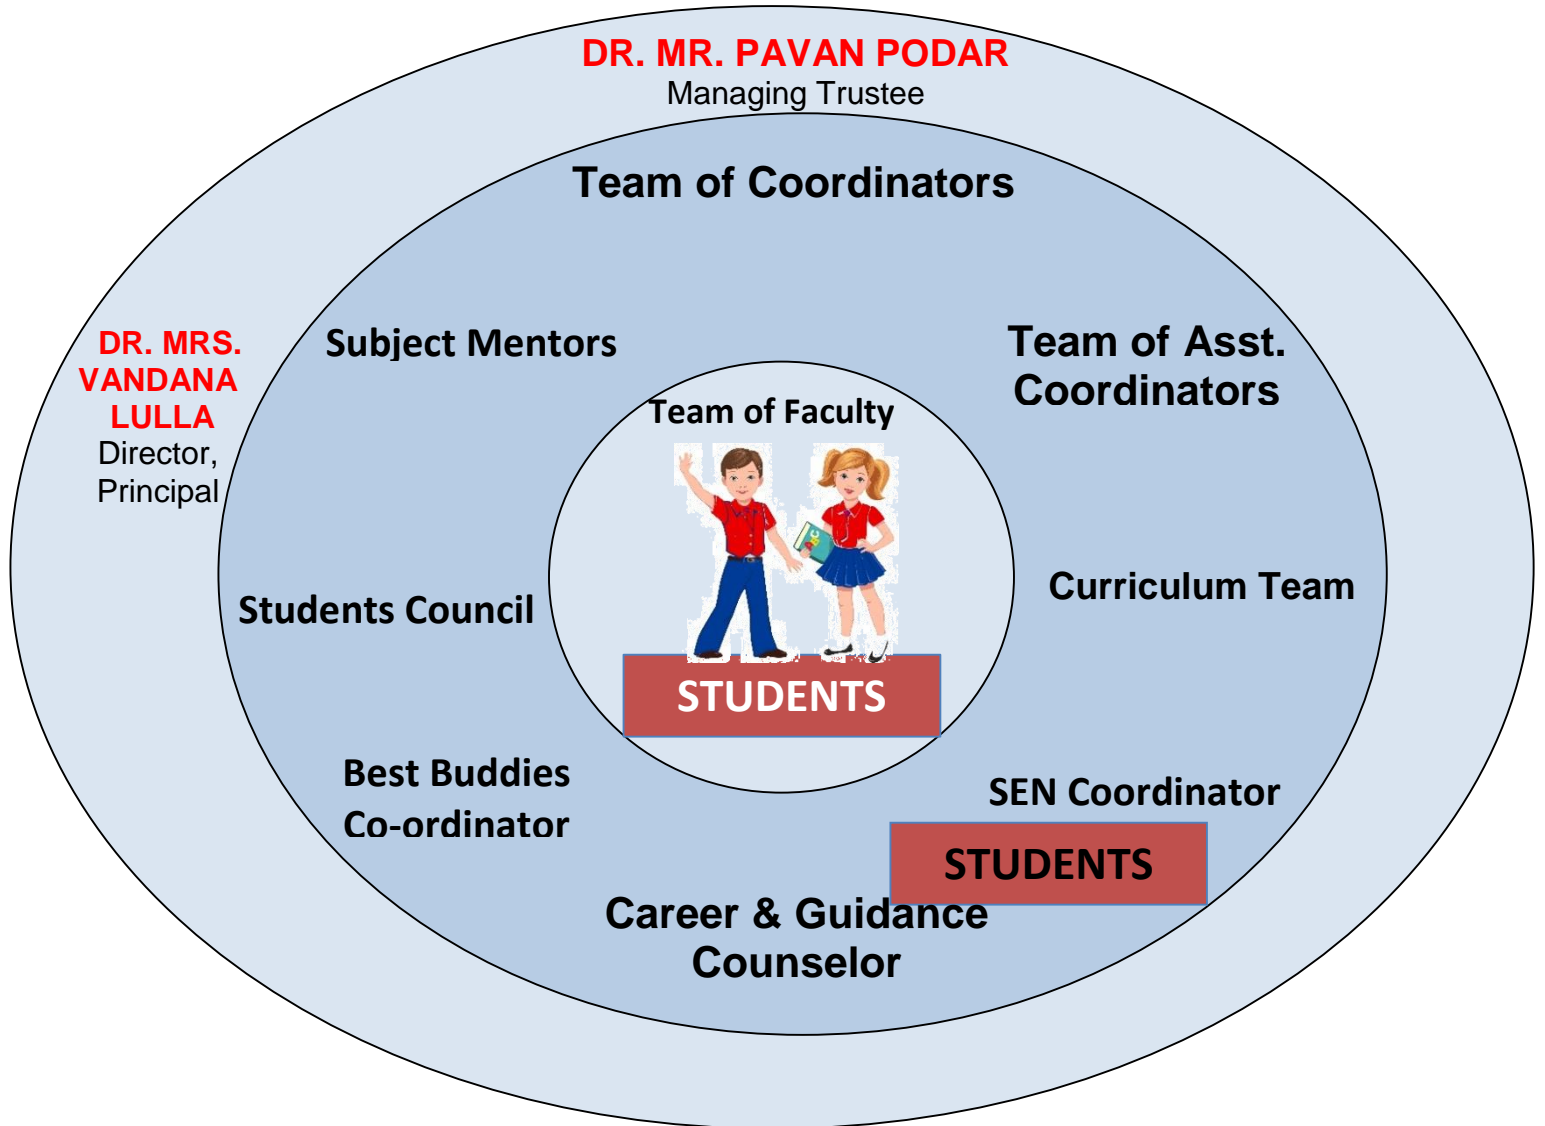 DR. MR. PAVAN PODAR
Managing Trustee
Team of Coordinators
DR. MRS.
VANDANA
LULLA
Director,
Principal
Subject Mentors
Team of Asst.
Coordinators
Team of Faculty
ABC
Students Council
Curriculum Team
STUDENTS
Best Buddies
Co-ordinator
SEN Coordinator
STUDENTS
Career & Guidance
Counselor